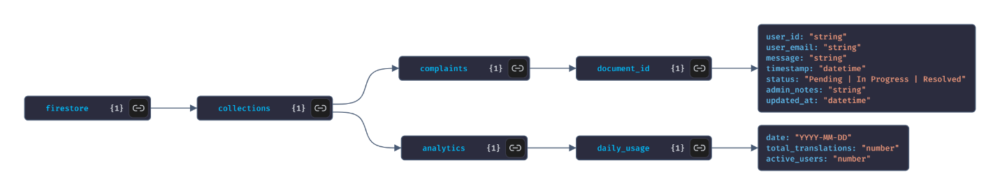 firestore {1}
collections {1}
complaints {1}
document_id {1}
user_id: "string"
user_email: "string"
message: "string"
timestamp: "datetime"
status: "Pending | In Progress | Resolved"
admin_notes: "string"
updated_at: "datetime"
analytics {1}
daily_usage {1}
date: "YYYY-MM-DD"
total_translations: "number"
active_users: "number"